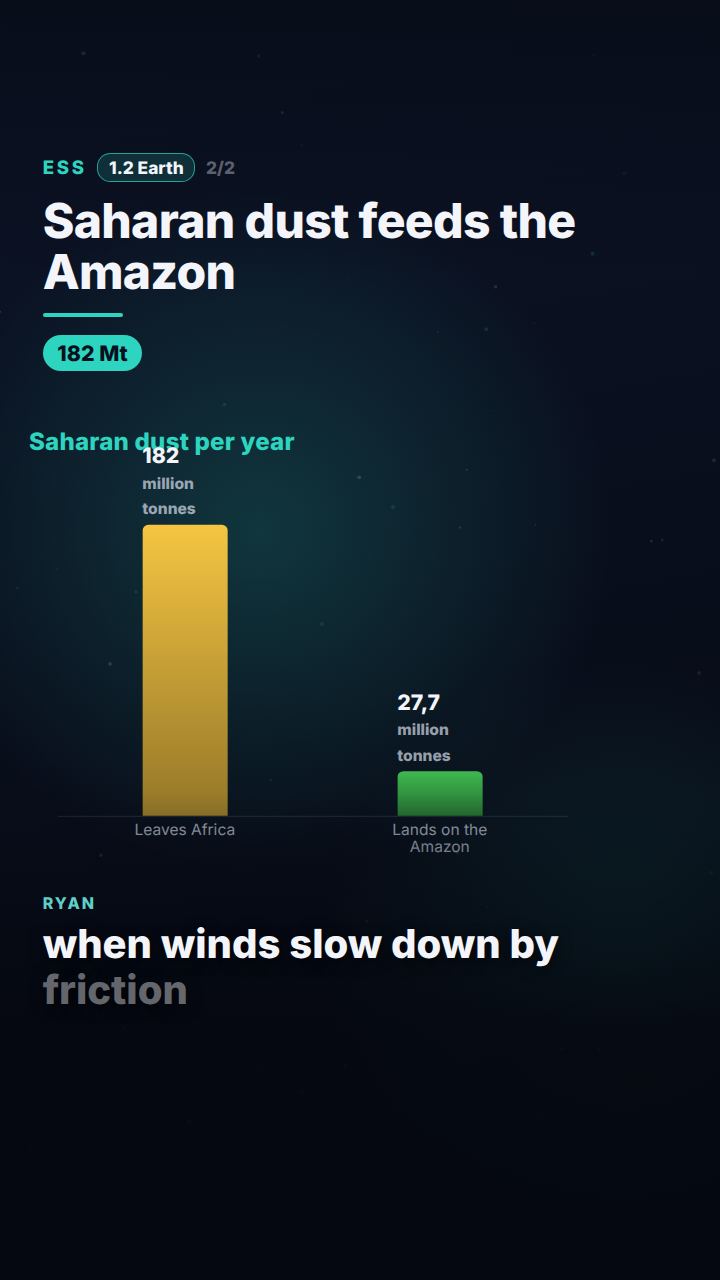 ESS 1.2 Earth 2/2
Saharan dust feeds the
Amazon
182 Mt
Saharan dust per year
182
million
tonnes
27,7
million
tonnes
Leaves Africa
Lands on the
Amazon
RYAN
when winds slow down by
friction